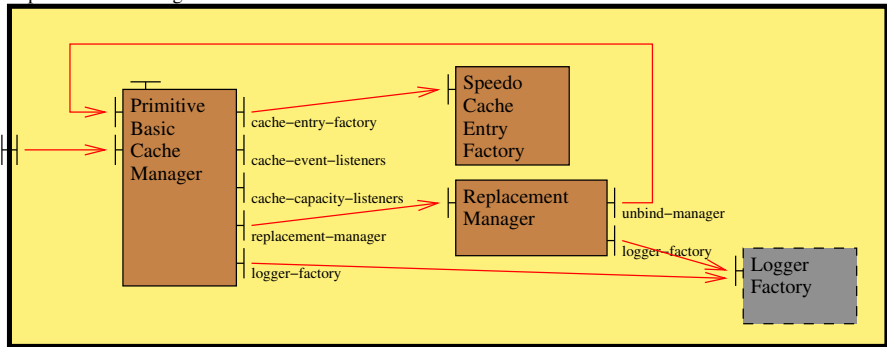 Primitive
Basic
Cache
Manager
cache-entry-factory
cache-event-listeners
cache-capacity-listeners
replacement-manager
logger-factory
Speedo
Cache
Entry
Factory
Replacement
Manager
unbind-manager
logger-factory
Logger
Factory